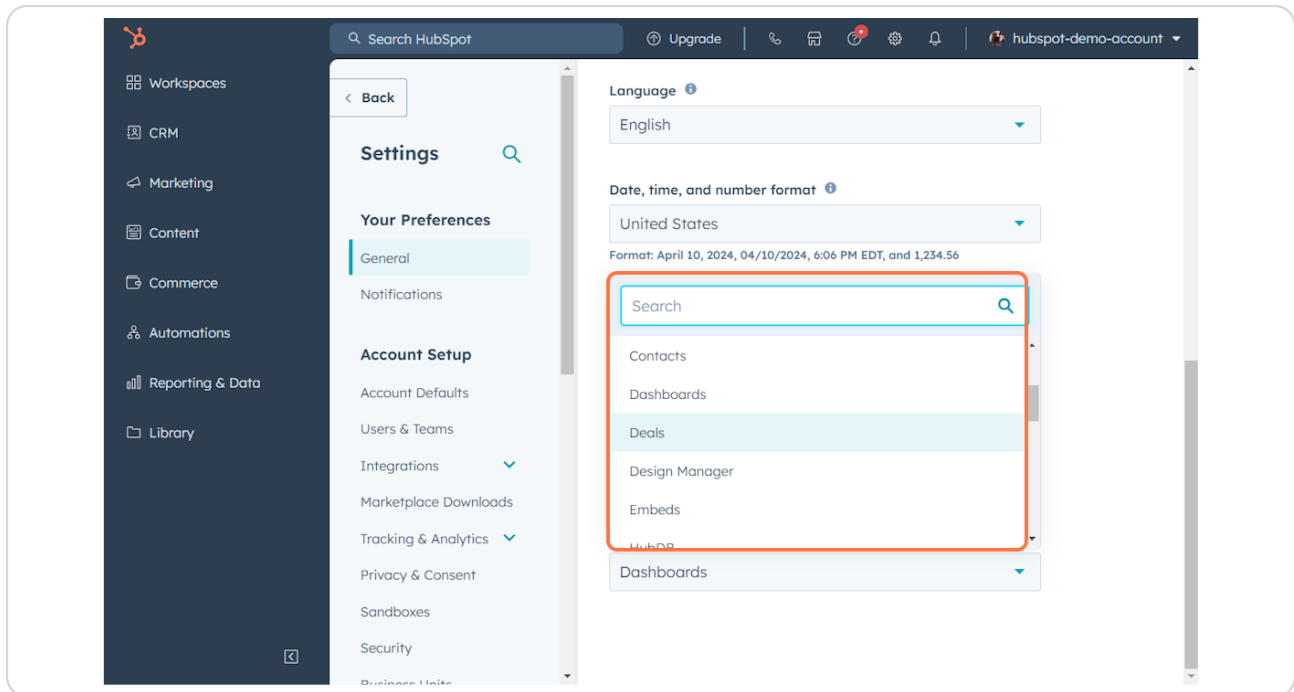 Search HubSpot
Upgrade
hubspot-demo-account
Workspaces
CRM
Marketing
Content
Commerce
Automations
Reporting & Data
Library
Back
Settings
Your Preferences
General
Notifications
Account Setup
Account Defaults
Users & Teams
Integrations
Marketplace Downloads
Tracking & Analytics
Privacy & Consent
Sandboxes
Security
Business Units
Language
English
Date, time, and number format
United States
Format: April 10, 2024, 04/10/2024, 6:06 PM EDT, and 1,234.56
Search
Contacts
Dashboards
Deals
Design Manager
Embeds
HubDB
Dashboards